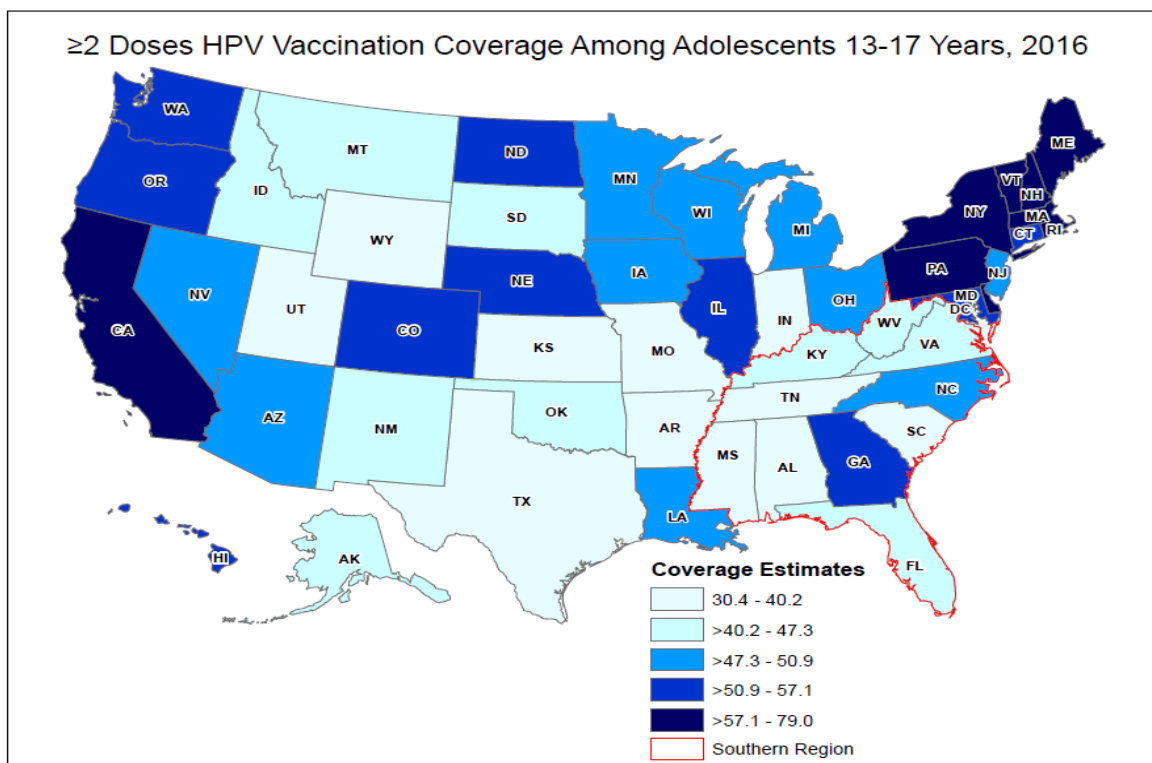 ≥2 Doses HPV Vaccination Coverage Among Adolescents 13-17 Years, 2016
WA
ND
MT
MN
ME
OR
ID
SD
WI
MI
VT
NH
NY
MA
CT
RI
WY
IA
PA
NJ
NV
NE
OH
MD
DC
UT
CO
IL
IN
WV
VA
CA
KS
MO
KY
NC
AZ
NM
OK
TN
AR
SC
MS
AL
GA
TX
LA
HI
AK
FL
Coverage Estimates
30.4 - 40.2
>40.2 - 47.3
>47.3 - 50.9
>50.9 - 57.1
>57.1 - 79.0
Southern Region